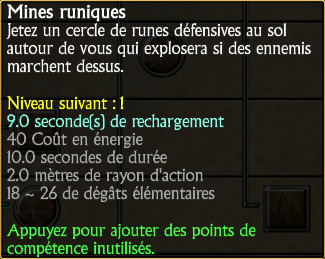 Mines runiques
Jetez un cercle de runes défensives au sol
autour de vous qui explosera si des ennemis
marchent dessus.
Niveau suivant : 1
9.0 seconde(s) de rechargement
40 Coût en énergie
10.0 secondes de durée
2.0 mètres de rayon d'action
18 ~ 26 de dégâts élémentaires
Appuyez pour ajouter des points de
compétence inutilisés.